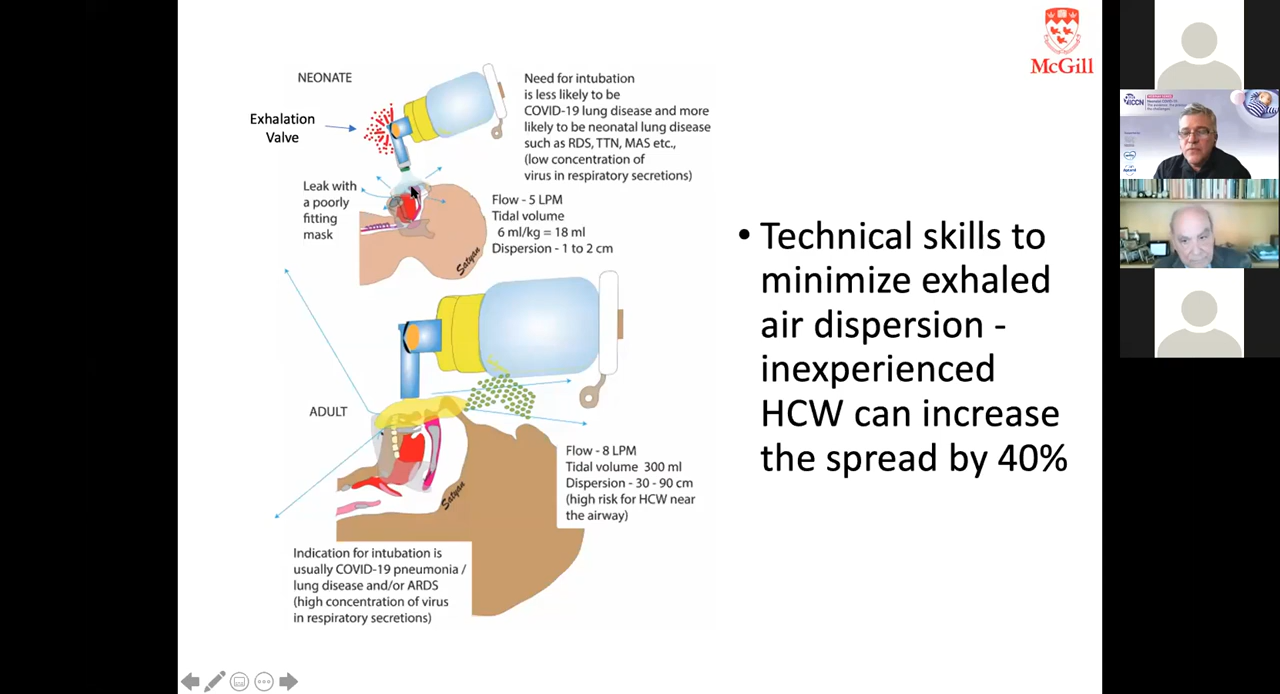 McGill
NEONATE
Exhalation
Valve
Need for intubation
is less likely to be
COVID-19 lung disease and more
likely to be neonatal lung disease
such as RDS, TTN, MAS etc.,
(low concentration of
virus in respiratory secretions)
Leak with
a poorly
fitting
mask
Flow - 5 LPM
Tidal volume
6 ml/kg = 18 ml
Dispersion - 1 to 2 cm
Satyan
ADULT
Flow - 8 LPM
Tidal volume 300 ml
Dispersion - 30 - 90 cm
(high risk for HCW near
the airway)
Satyan
Indication for intubation is
usually COVID-19 pneumonia /
lung disease and/or ARDS
(high concentration of virus
in respiratory secretions)
• Technical skills to
minimize exhaled
air dispersion -
inexperienced
HCW can increase
the spread by 40%